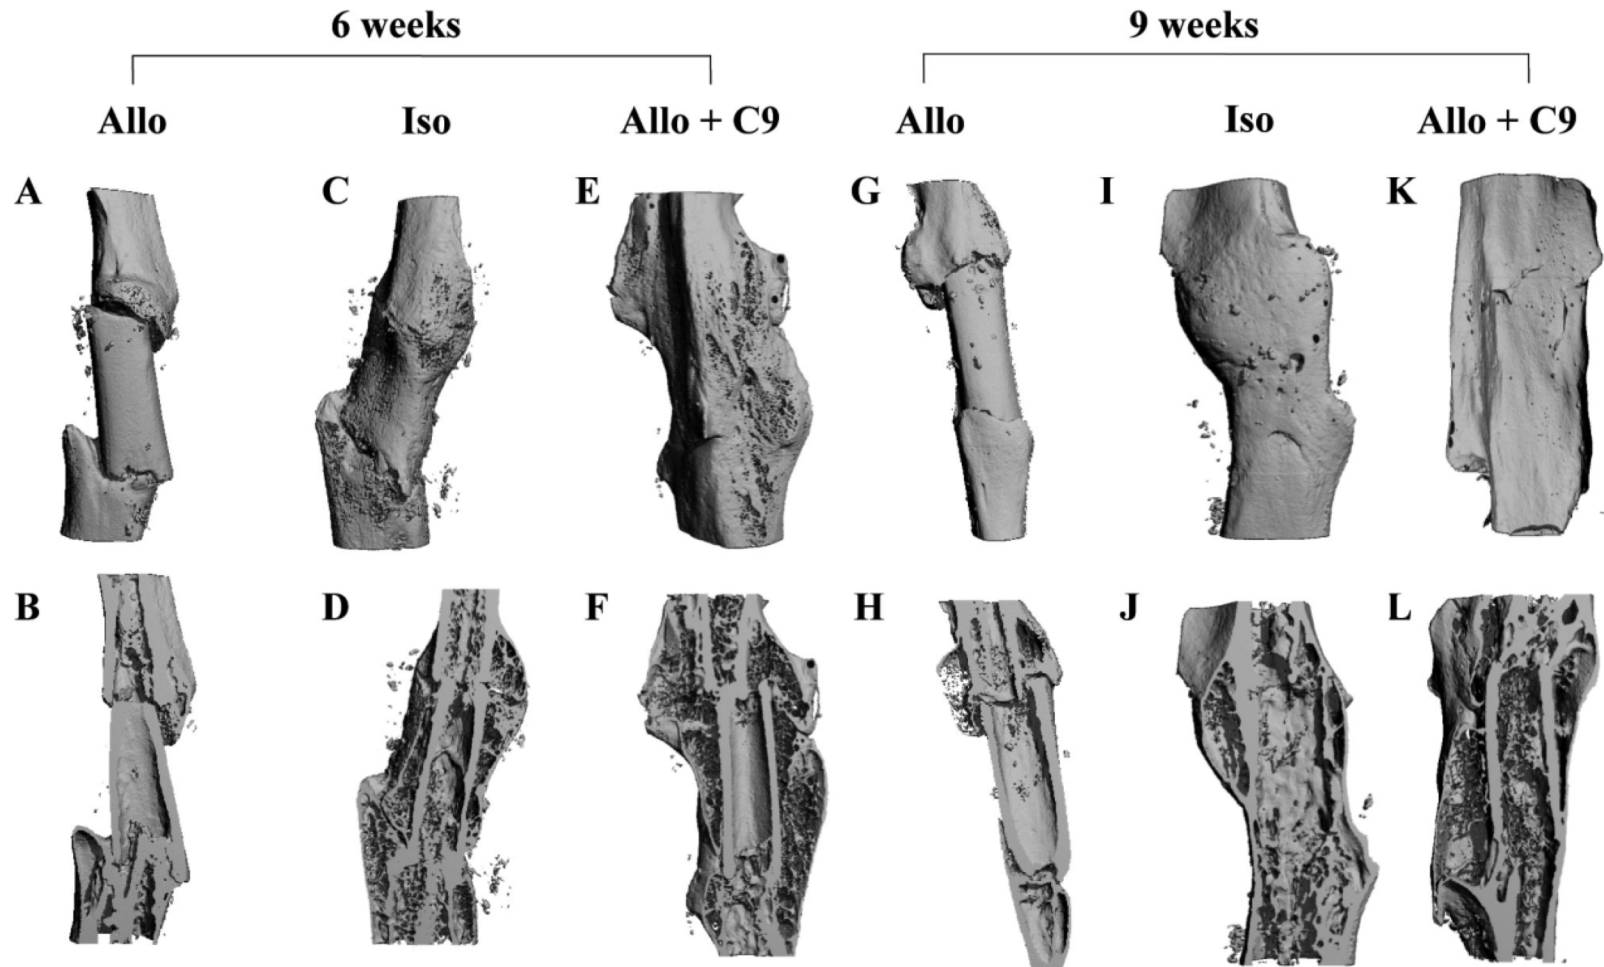 6 weeks 9 weeks
Allo Iso Allo + C9 Allo Iso Allo + C9
A C E G I K
B D F H J L